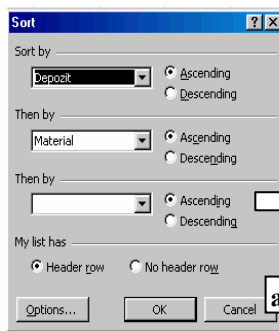 Sort
Sort by
Depozit
Ascending
Descending
Then by
Material
Ascending
Descending
Then by
Ascending
Descending
My list has
Header row
No header row
Options...
OK
Cancel
a